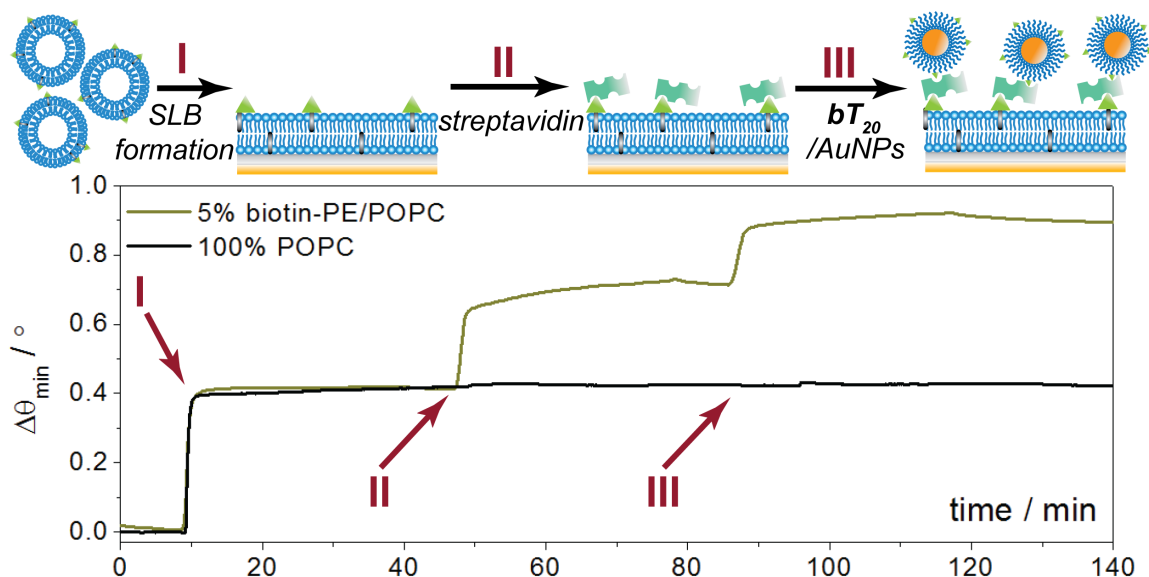 I
SLB
formation
II
streptavidin
III
bT20
/AuNPs
1.0
0.8
0.6
0.4
0.2
0.0
Δθmin / °
5% biotin-PE/POPC
100% POPC
I
II
III
time / min
0
20
40
60
80
100
120
140